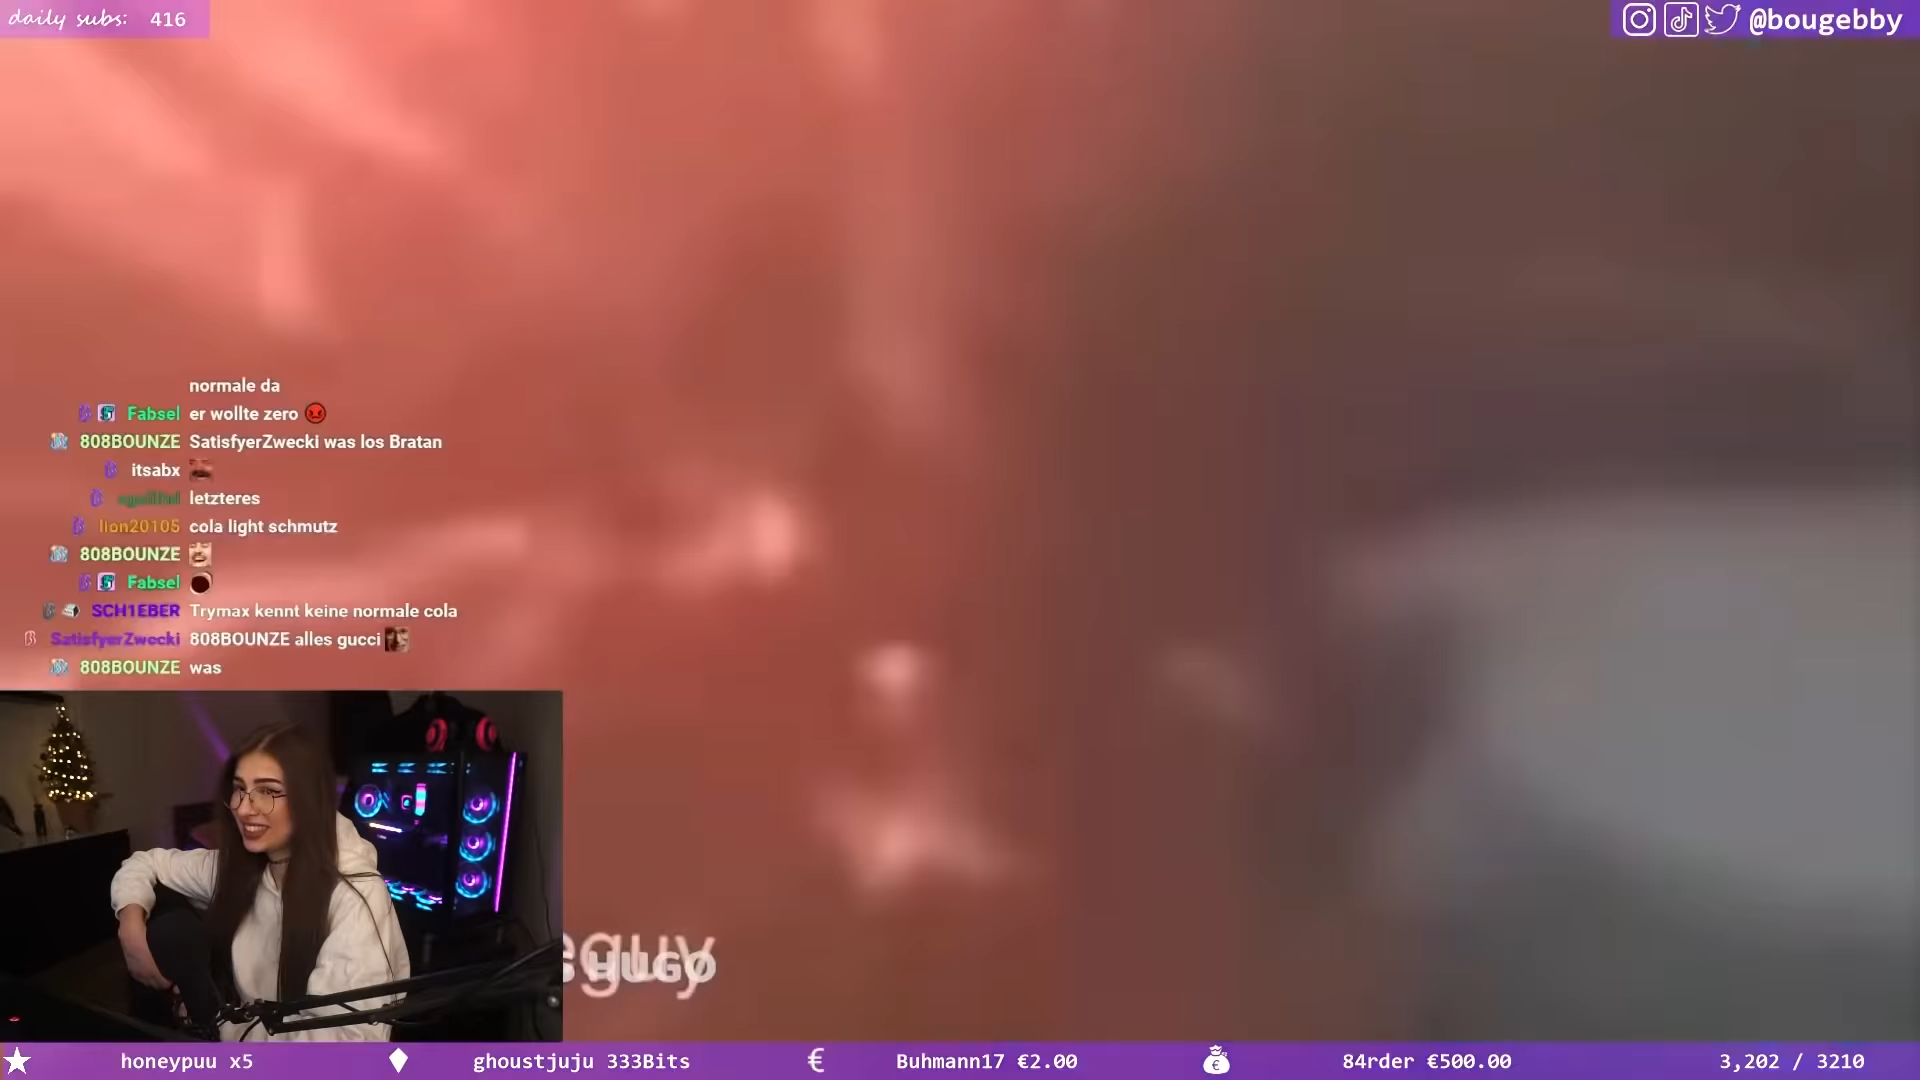 daily subs: 416
@bougebby
normale da
Fabsel er wollte zero
808BOUNZE SatisfyerZwecki was los Bratan
itsabx
letzteres
lion20105 cola light schmutz
808BOUNZE
Fabsel
SCH1EBER Trymax kennt keine normale cola
SatisfyerZwecki 808BOUNZE alles gucci
808BOUNZE was
eguy
HUGO
honeypuu x5
ghoustjuju 333Bits
Buhmann17 €2.00
84rder €500.00
3,202 / 3210